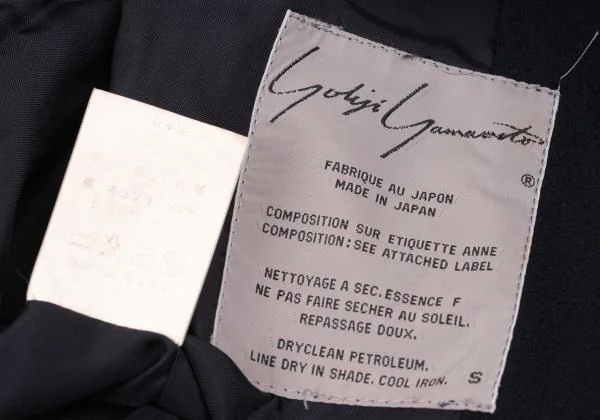 Yohji Yamamoto
®
FABRIQUE AU JAPON
MADE IN JAPAN
COMPOSITION SUR ETIQUETTE ANNE
COMPOSITION: SEE ATTACHED LABEL
NETTOYAGE A SEC. ESSENCE F
NE PAS FAIRE SECHER AU SOLEIL.
REPASSAGE DOUX.
DRYCLEAN PETROLEUM.
LINE DRY IN SHADE. COOL IRON. S